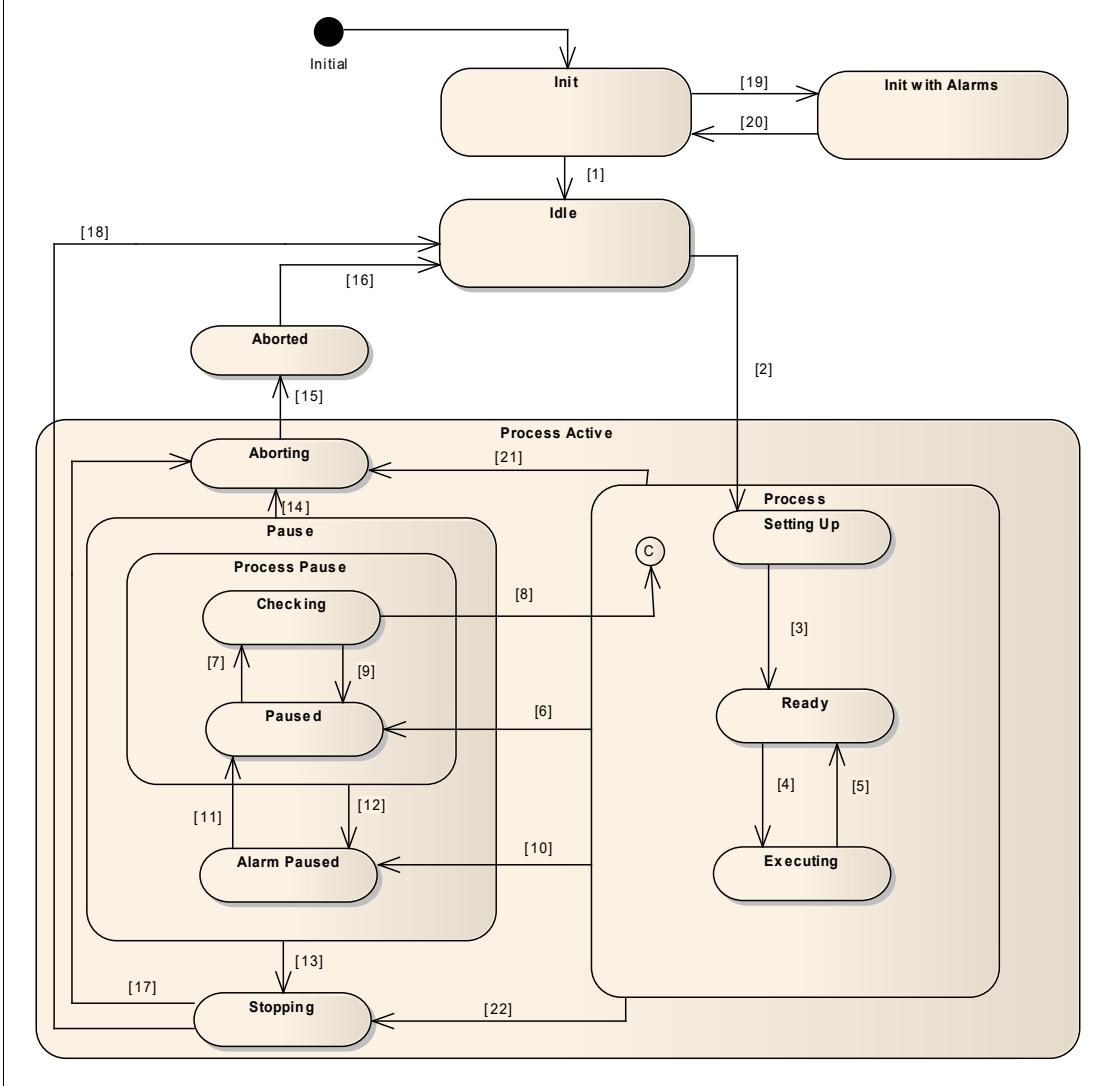 Initial
Init
[19]
Init with Alarms
[20]
[1]
Idle
[18]
[16]
Aborted
[2]
[15]
Process Active
Aborting
[21]
[14]
Process
Pause
Setting Up
C
Process Pause
Checking
[8]
[3]
[7]
[9]
Paused
[6]
Ready
[4]
[5]
[11]
[12]
Alarm Paused
[10]
Executing
[13]
[17]
Stopping
[22]